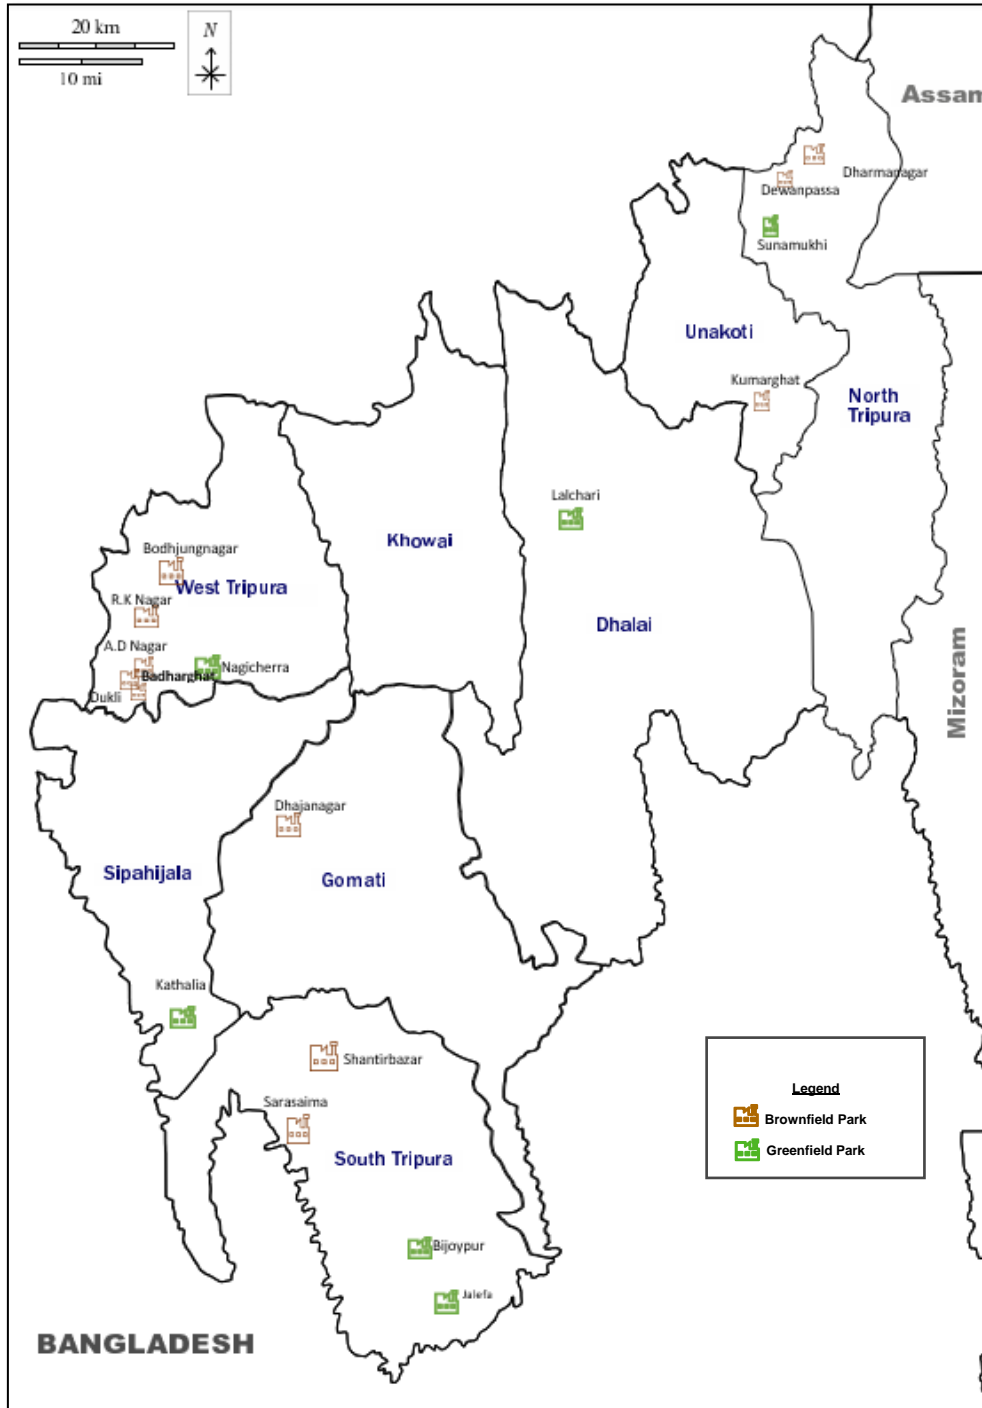 20 km
10 mi
N
Assam
Dharmanagar
Dewanpassa
Sunamukhi
Unakoti
Kumarghat
North
Tripura
Lalchari
Khowai
Bodhjungnagar
West Tripura
R.K Nagar
Dhalai
A.D Nagar
Nagicherra
Badharghat
Dukli
Mizoram
Dhajanagar
Sipahijala
Gomati
Kathalia
Shantirbazar
Sarasaima
South Tripura
Legend
Brownfield Park
Greenfield Park
Bijoypur
Jalefa
BANGLADESH